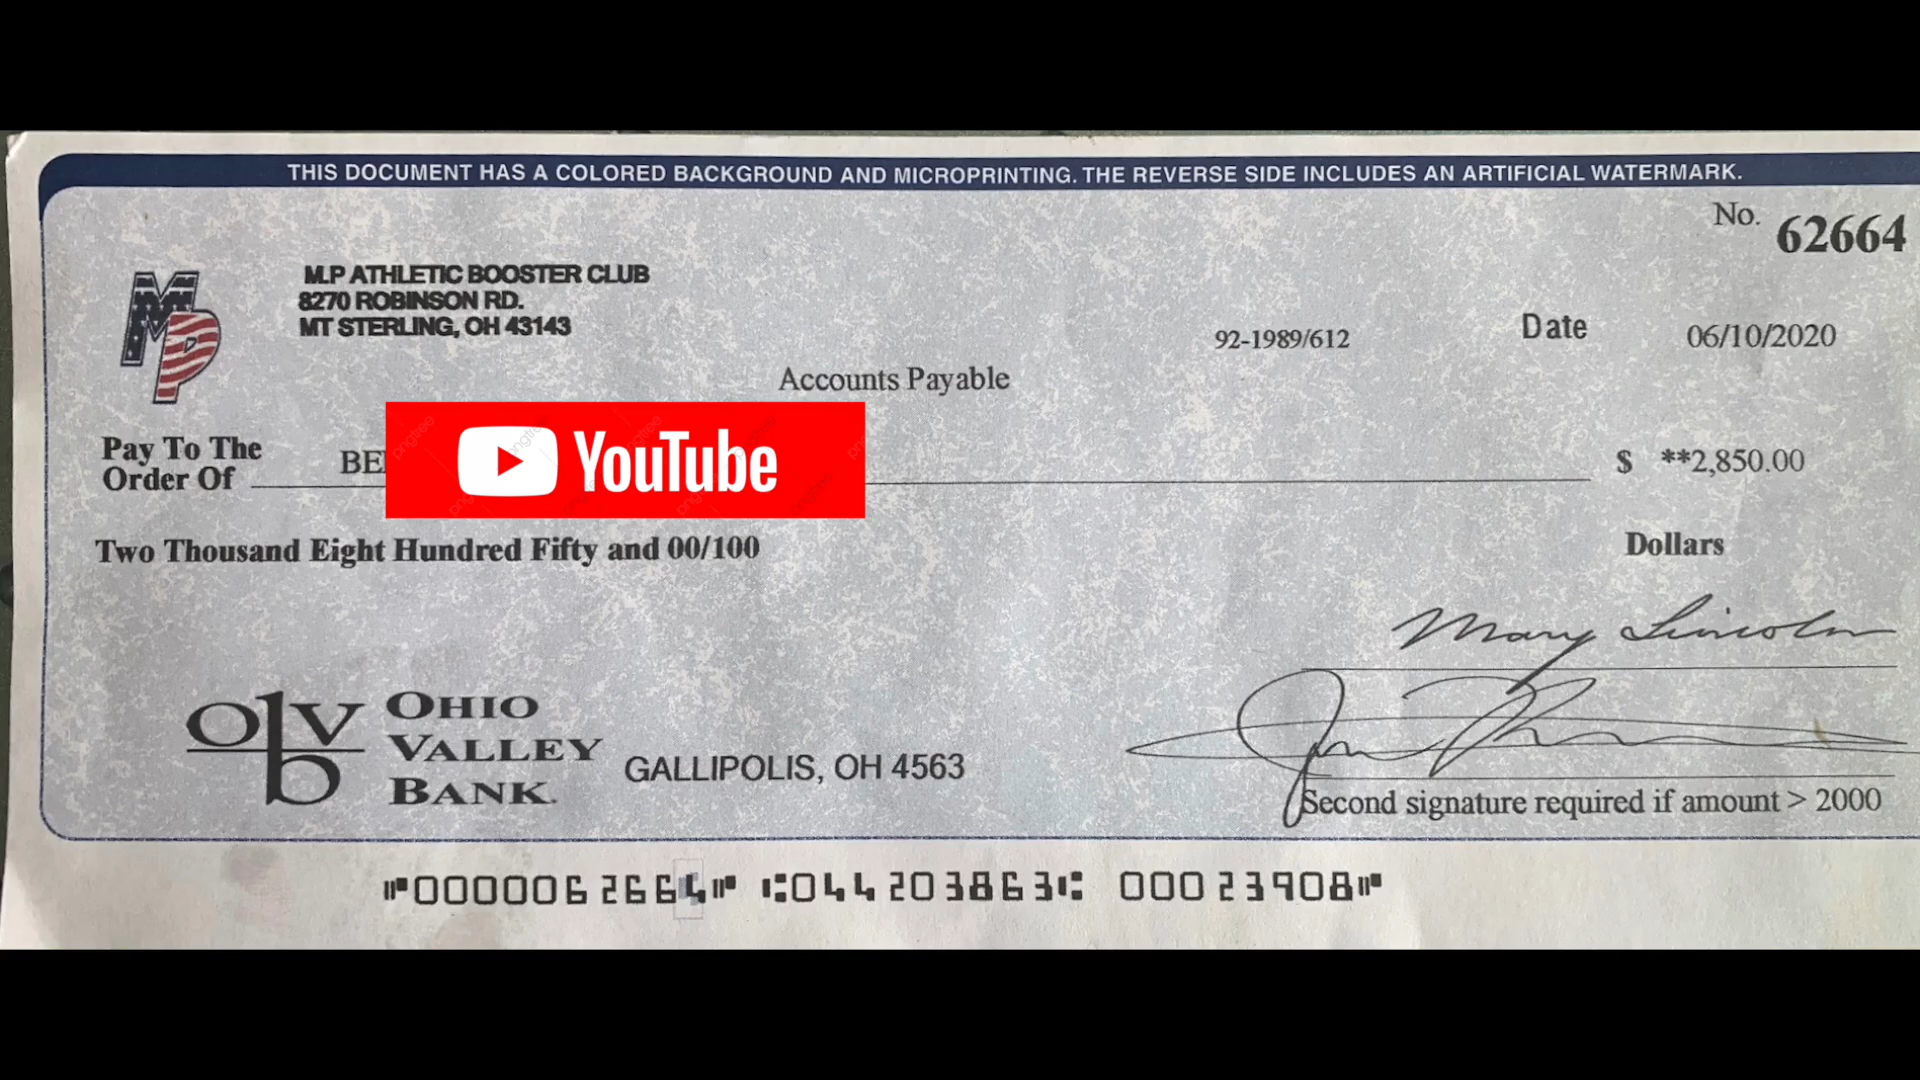 THIS DOCUMENT HAS A COLORED BACKGROUND AND MICROPRINTING. THE REVERSE SIDE INCLUDES AN ARTIFICIAL WATERMARK.
No. 62664
MP
M.P ATHLETIC BOOSTER CLUB
8270 ROBINSON RD.
MT STERLING, OH 43143
92-1989/612 Date 06/10/2020
Accounts Payable
Pay To The
Order Of BE YouTube $ **2,850.00
Two Thousand Eight Hundred Fifty and 00/100 Dollars
Mary Lincoln
ovb OHIO
VALLEY
BANK. GALLIPOLIS, OH 4563
Second signature required if amount > 2000
⑈0000062664⑈ ⑆044203863⑆ 00023908⑈